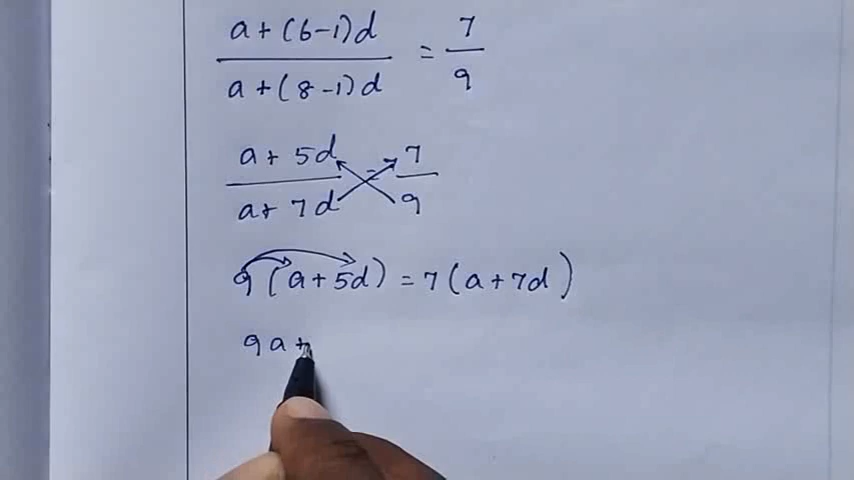 a + (6-1)d / a + (8-1)d = 7/9
a + 5d / a + 7d = 7/9
9 (a + 5d) = 7 (a + 7d)
9a +